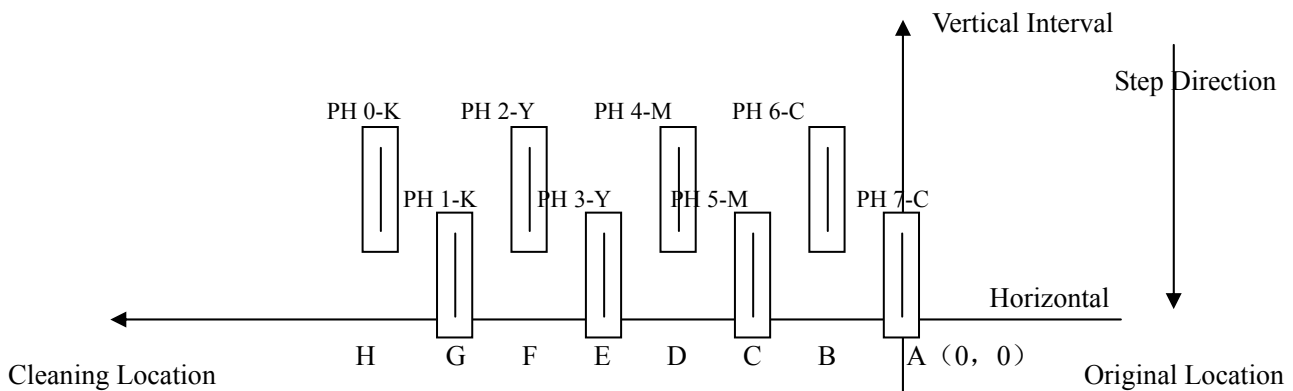 Vertical Interval
Step Direction
PH 0-K PH 2-Y PH 4-M PH 6-C
PH 1-K PH 3-Y PH 5-M PH 7-C
Horizontal
H G F E D C B A（0，0）
Cleaning Location Original Location